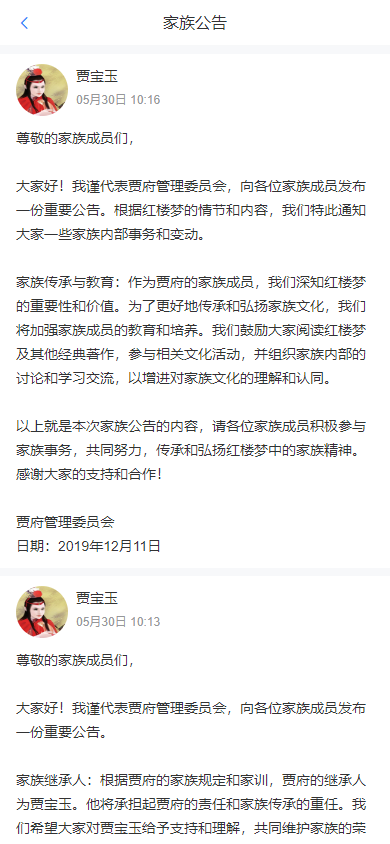 家族公告
贾宝玉
05月30日 10:16
尊敬的家族成员们，
大家好！我谨代表贾府管理委员会，向各位家族成员发布
一份重要公告。根据红楼梦的情节和内容，我们特此通知
大家一些家族内部事务和变动。
家族传承与教育：作为贾府的家族成员，我们深知红楼梦
的重要性和价值。为了更好地传承和弘扬家族文化，我们
将加强家族成员的教育和培养。我们鼓励大家阅读红楼梦
及其他经典著作，参与相关文化活动，并组织家族内部的
讨论和学习交流，以增进对家族文化的理解和认同。
以上就是本次家族公告的内容，请各位家族成员积极参与
家族事务，共同努力，传承和弘扬红楼梦中的家族精神。
感谢大家的支持和合作！
贾府管理委员会
日期：2019年12月11日
贾宝玉
05月30日 10:13
尊敬的家族成员们，
大家好！我谨代表贾府管理委员会，向各位家族成员发布
一份重要公告。
家族继承人：根据贾府的家族规定和家训，贾府的继承人
为贾宝玉。他将承担起贾府的责任和家族传承的重任。我
们希望大家对贾宝玉给予支持和理解，共同维护家族的荣